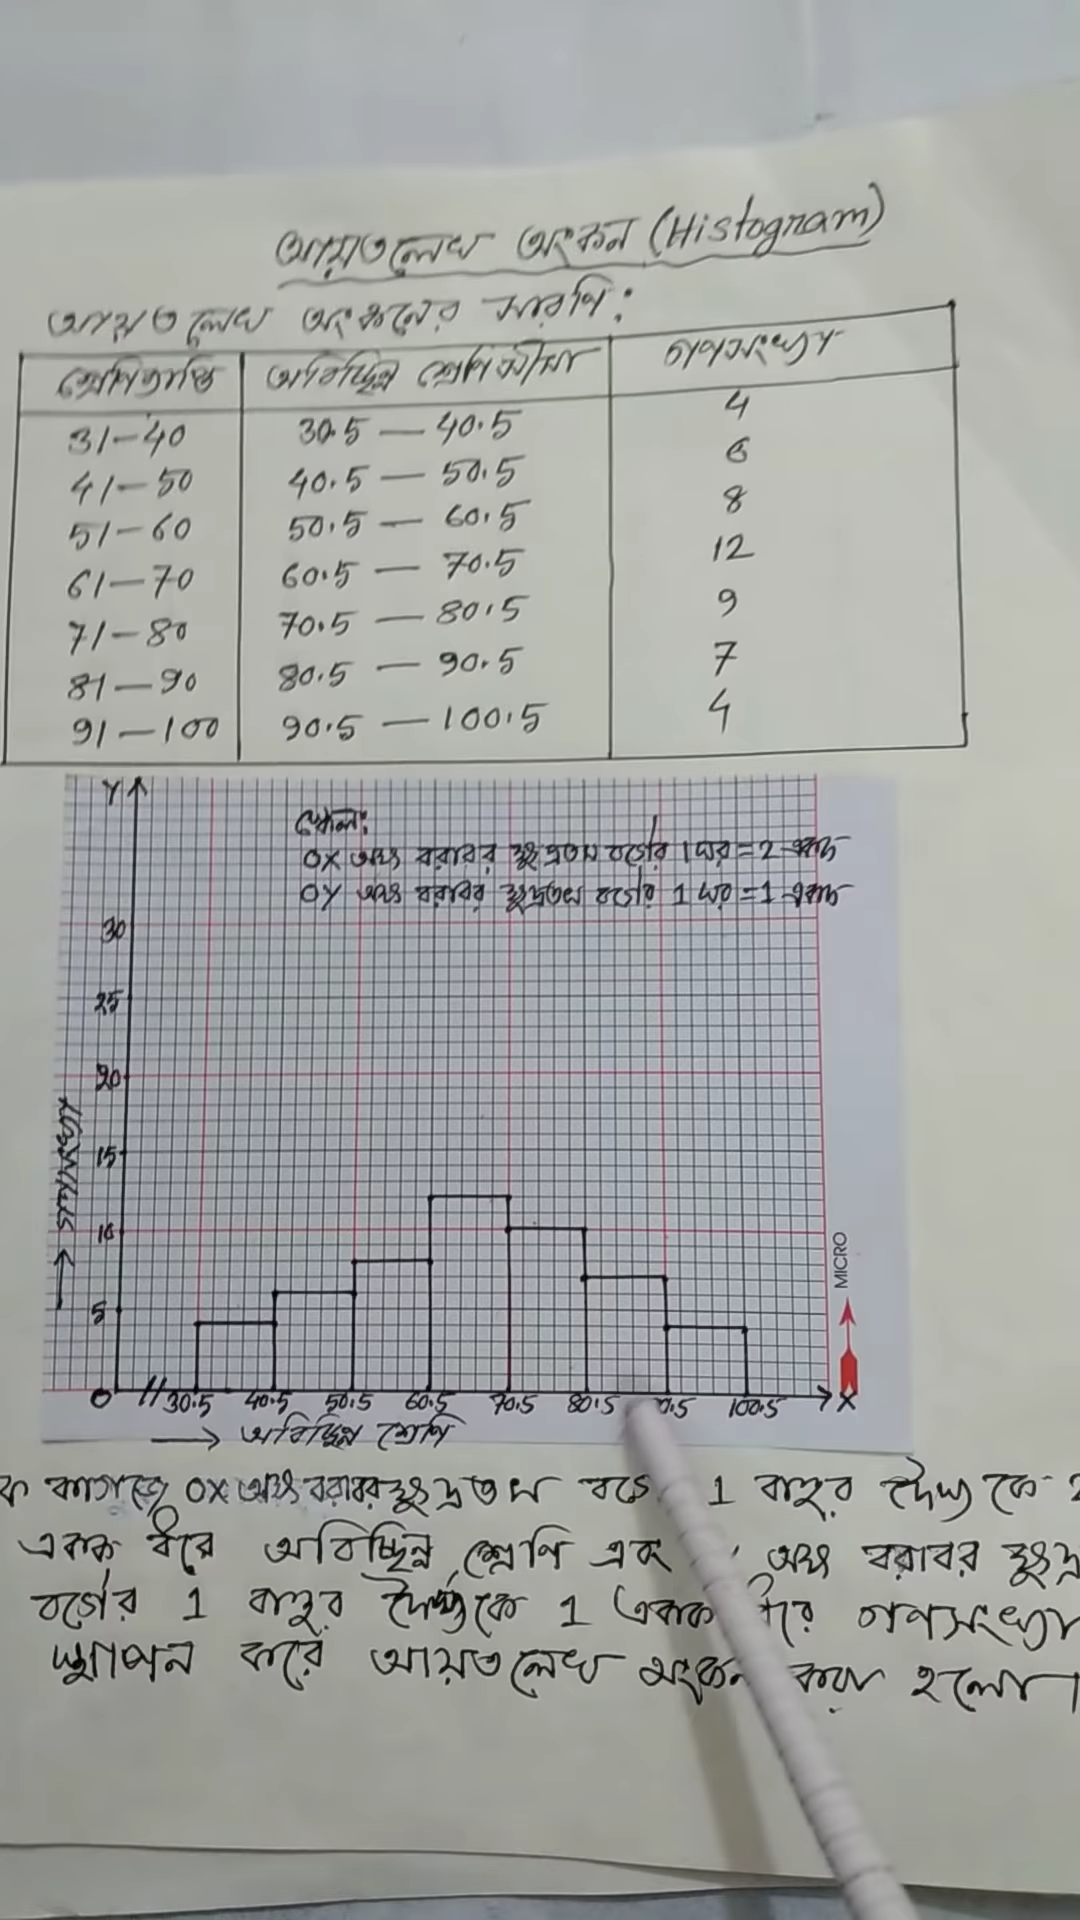 আয়তলেখ অংকন (Histogram)
আয়তলেখ অংকনের সারণি:
শ্রেণিব্যাপ্তি অবিচ্ছিন্ন শ্রেণিসীমা গণসংখ্যা
31–40 30.5 — 40.5 4
41–50 40.5 — 50.5 6
51–60 50.5 — 60.5 8
61–70 60.5 — 70.5 12
71–80 70.5 — 80.5 9
81–90 80.5 — 90.5 7
91–100 90.5 — 100.5 4
Y
স্কেল:
OX অক্ষ বরাবর ক্ষুদ্রতম বর্গের 1 ঘর = 2 একক
OY অক্ষ বরাবর ক্ষুদ্রতম বর্গের 1 ঘর = 1 একক
30
25
20
15
10
5
গণসংখ্যা
MICRO
0 30.5 40.5 50.5 60.5 70.5 80.5 0.5 100.5 X
অবিচ্ছিন্ন শ্রেণি
কাগজে OX অক্ষ বরাবর ক্ষুদ্রতম 1 বাহুর দৈর্ঘ্যকে
একক ধরে অবিচ্ছিন্ন শ্রেণি এবং অক্ষ বরাবর
বর্গের 1 বাহুর দৈর্ঘ্যকে 1 একক ধরে গণসংখ্যা
স্থাপন করে আয়তলেখ অংকন করা হলো।